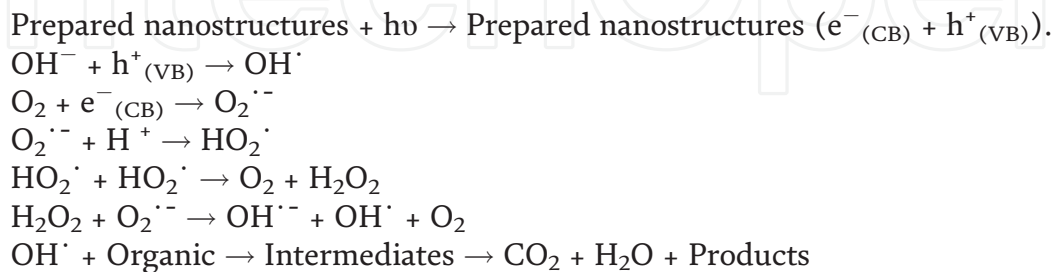 Prepared nanostructures + hυ → Prepared nanostructures (e⁻₍CB₎ + h⁺₍VB₎).
OH⁻ + h⁺₍VB₎ → OH˙
O₂ + e⁻₍CB₎ → O₂˙⁻
O₂˙⁻ + H ⁺ → HO₂˙
HO₂˙ + HO₂˙ → O₂ + H₂O₂
H₂O₂ + O₂˙⁻ → OH˙⁻ + OH˙ + O₂
OH˙ + Organic → Intermediates → CO₂ + H₂O + Products